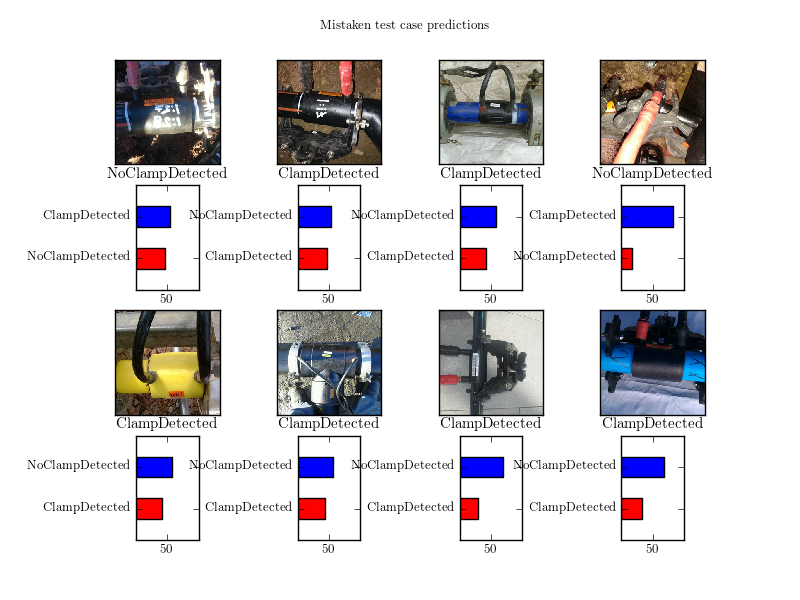 Mistaken test case predictions
NoClampDetected ClampDetected ClampDetected NoClampDetected
ClampDetected NoClampDetected NoClampDetected ClampDetected
NoClampDetected ClampDetected ClampDetected NoClampDetected
50 50 50 50
ClampDetected ClampDetected ClampDetected ClampDetected
NoClampDetected NoClampDetected NoClampDetected NoClampDetected
ClampDetected ClampDetected ClampDetected ClampDetected
50 50 50 50